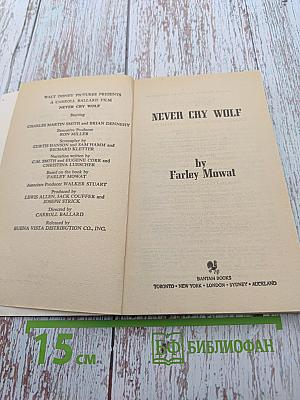 WALT DISNEY PICTURES PRESENTS
A CARROLL BALLARD FILM
NEVER CRY WOLF
Starring
CHARLES MARTIN SMITH and BRIAN DENNEHY
Executive Producer
RON MILLER
Screenplay by
CURTIS HANSON and SAM HAMM and
RICHARD KLETTER
Narration written by
C.M. SMITH and EUGENE CORR and
CHRISTINA LUESCHER
Based on the book by
FARLEY MOWAT
Associate Producer WALKER STUART
Produced by
LEWIS ALLEN, JACK COUFFER and
JOSEPH STRICK
Directed by
CARROLL BALLARD
Released by
BUENA VISTA DISTRIBUTION CO., INC.
NEVER CRY WOLF
by
Farley Mowat
BANTAM BOOKS
TORONTO • NEW YORK • LONDON • SYDNEY • AUCKLAND
15 СМ.
БФ БИБЛИОФАН